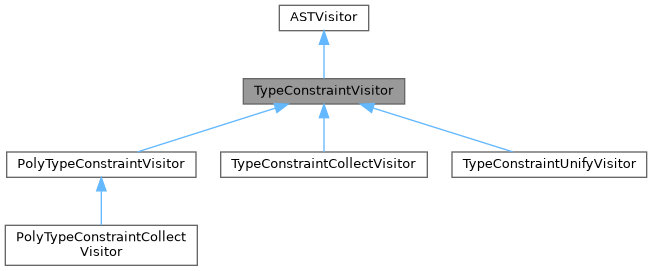 ASTVisitor
TypeConstraintVisitor
PolyTypeConstraintVisitor
TypeConstraintCollectVisitor
TypeConstraintUnifyVisitor
PolyTypeConstraintCollect
Visitor